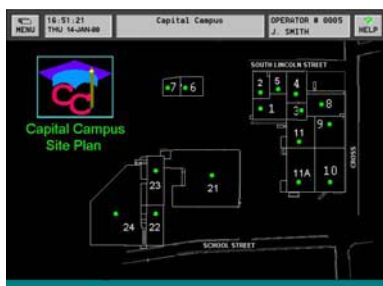 MENU
16:51:21
THU 14-JAN-00
Capital Campus
OPERATOR # 0005
J. SMITH
HELP
SOUTH LINCOLN STREET
CC
Capital Campus
Site Plan
7 6
2 5 4
1 3 8
9
11
11A 10
CROSS
23 21
24 22
SCHOOL STREET